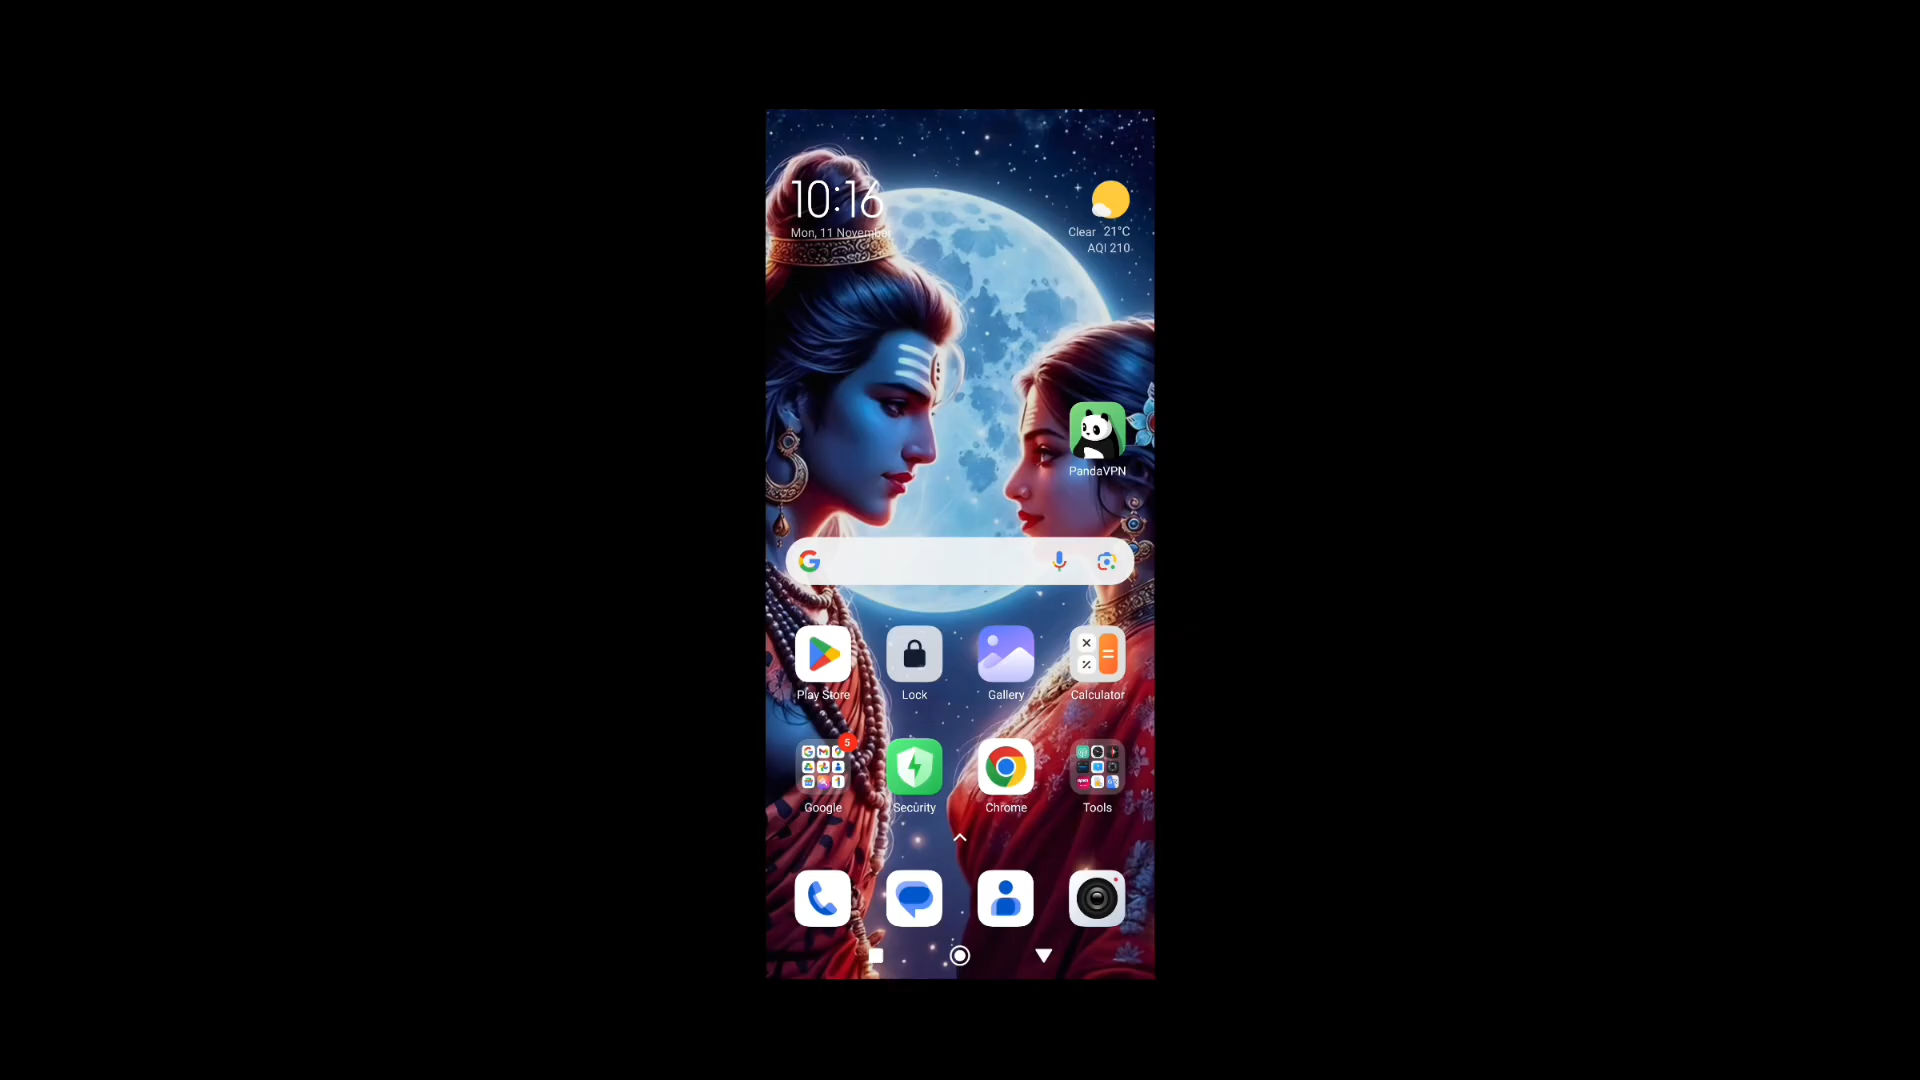 10:16
Mon, 11 November
Clear 21°C
AQI 210
PandaVPN
Play Store
Lock
Gallery
Calculator
5
Google
Security
Chrome
Tools